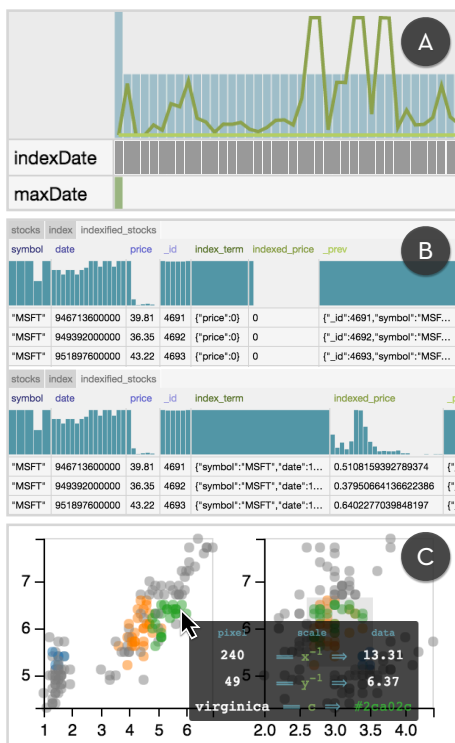 A
indexDate
maxDate
stocks index indexified_stocks
B
symbol date price _id index_term indexed_price _prev
"MSFT" 946713600000 39.81 4691 {"price":0} 0 {"_id":4691,"symbol":"MSF...
"MSFT" 949392000000 36.35 4692 {"price":0} 0 {"_id":4692,"symbol":"MSF...
"MSFT" 951897600000 43.22 4693 {"price":0} 0 {"_id":4693,"symbol":"MSF...
stocks index indexified_stocks
symbol date price _id index_term indexed_price _p
"MSFT" 946713600000 39.81 4691 {"symbol":"MSFT","date":1... 0.5108159392789374 {"_
"MSFT" 949392000000 36.35 4692 {"symbol":"MSFT","date":1... 0.37950664136622386 {"_
"MSFT" 951897600000 43.22 4693 {"symbol":"MSFT","date":1... 0.6402277039848197 {"_
C
7 7
6 6
5 5
pixel scale data
240 = x⁻¹ ⇒ 13.31
49 = y⁻¹ ⇒ 6.37
virginica = c ⇒ #2ca02c
1 2 3 4 5 6 2.0 2.5 3.0 3.5 4.0